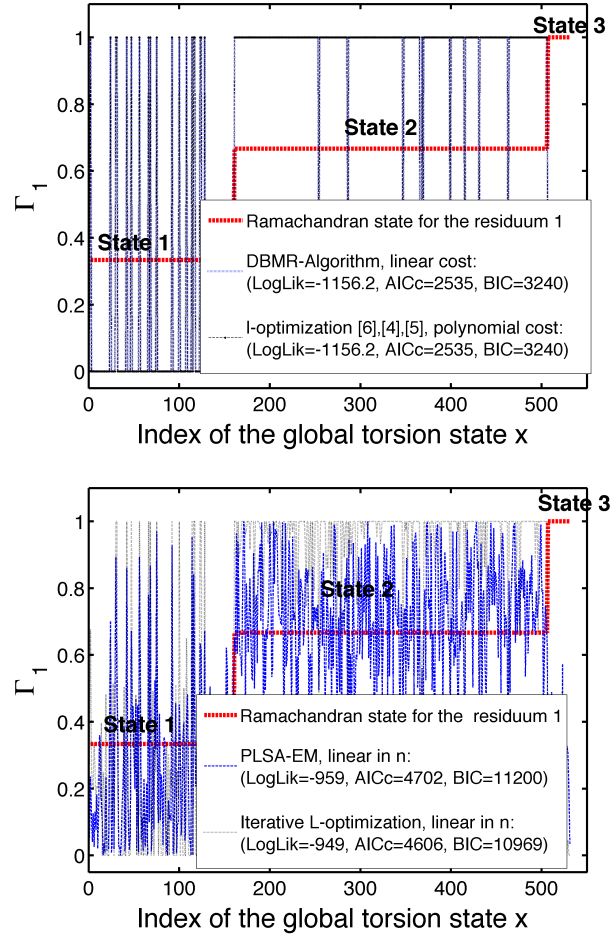 State 3
1
0.8
State 2
0.6
Γ1
Ramachandran state for the residuum 1
0.4
State 1
DBMR-Algorithm, linear cost:
(LogLik=-1156.2, AICc=2535, BIC=3240)
0.2
l-optimization [6],[4],[5], polynomial cost:
(LogLik=-1156.2, AICc=2535, BIC=3240)
0
0 100 200 300 400 500
Index of the global torsion state x
State 3
1
0.8
State 2
0.6
Γ1
Ramachandran state for the residuum 1
0.4
State 1
PLSA-EM, linear in n:
(LogLik=-959, AICc=4702, BIC=11200)
0.2
Iterative L-optimization, linear in n:
(LogLik=-949, AICc=4606, BIC=10969)
0
0 100 200 300 400 500
Index of the global torsion state x